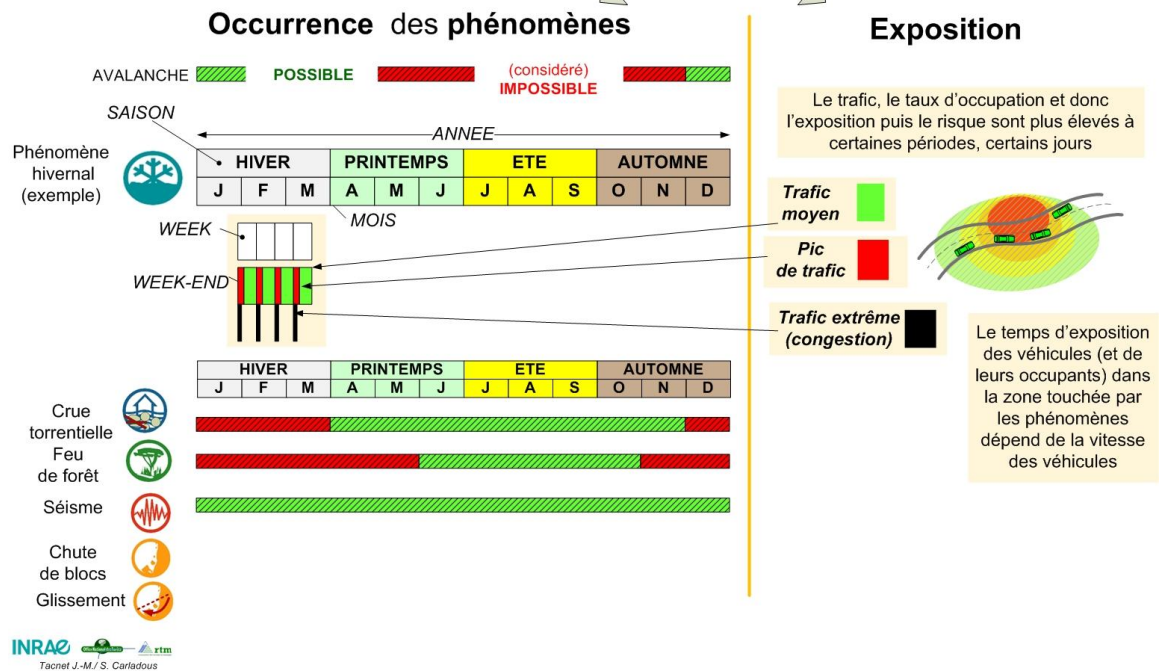 Occurrence des phénomènes
AVALANCHE
POSSIBLE
(considéré)
IMPOSSIBLE
SAISON
ANNEE
Phénomène
hivernal
(exemple)
HIVER PRINTEMPS ETE AUTOMNE
J F M A M J J A S O N D
MOIS
WEEK
WEEK-END
HIVER PRINTEMPS ETE AUTOMNE
J F M A M J J A S O N D
Crue
torrentielle
Feu
de forêt
Séisme
Chute
de blocs
Glissement
INRAE
rtm
Tacnet J.-M./ S. Carladous
Exposition
Le trafic, le taux d'occupation et donc
l'exposition puis le risque sont plus élevés à
certaines périodes, certains jours
Trafic
moyen
Pic
de trafic
Trafic extrême
(congestion)
Le temps d'exposition
des véhicules (et de
leurs occupants) dans
la zone touchée par
les phénomènes
dépend de la vitesse
des véhicules